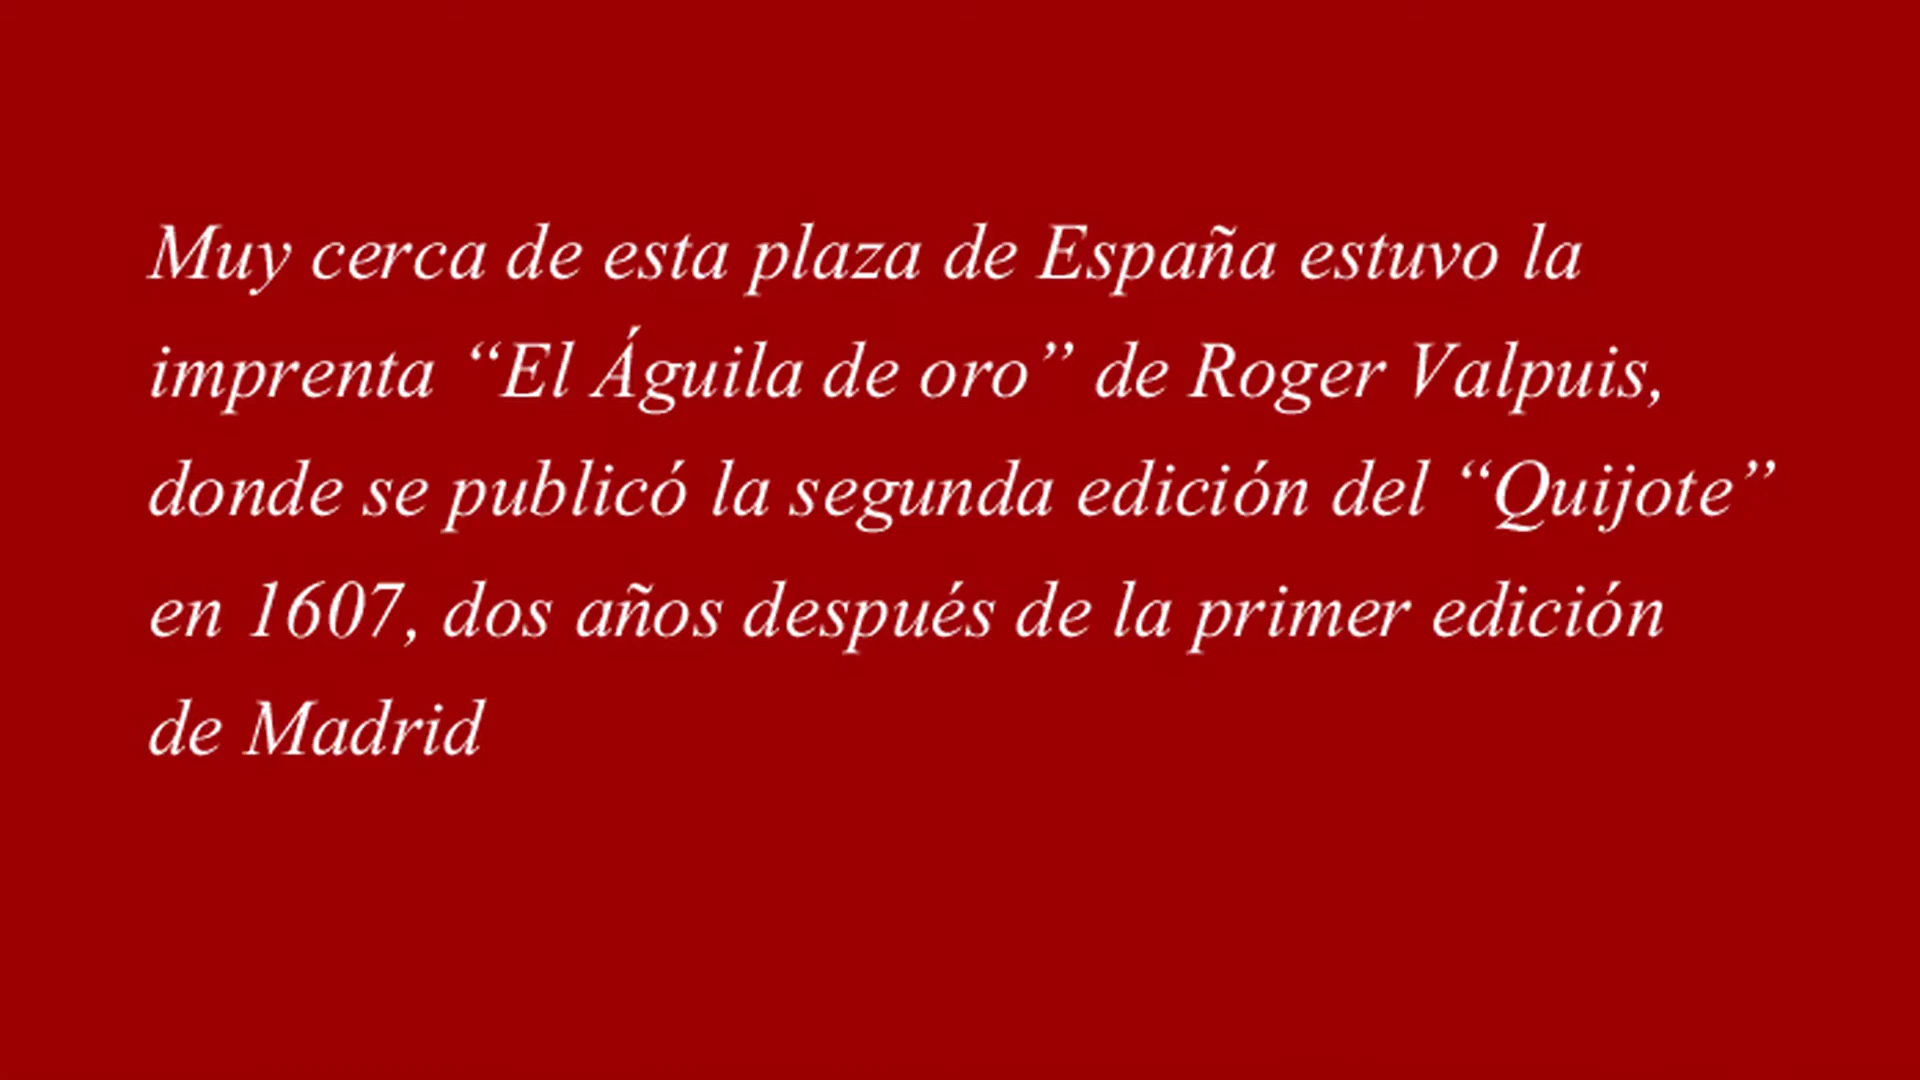 Muy cerca de esta plaza de España estuvo la
imprenta “El Águila de oro” de Roger Valpuis,
donde se publicó la segunda edición del “Quijote”
en 1607, dos años después de la primer edición
de Madrid